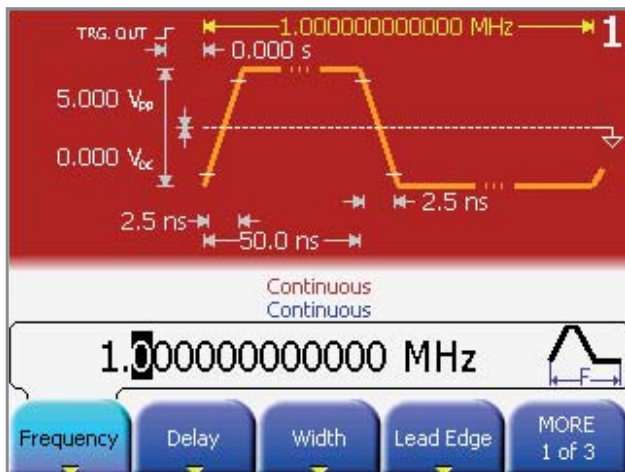 TRG. OUT
1.000000000000 MHz
1
0.000 s
5.000 Vpp
0.000 VDC
2.5 ns
2.5 ns
50.0 ns
Continuous
Continuous
1.000000000000 MHz
F
Frequency
Delay
Width
Lead Edge
MORE
1 of 3